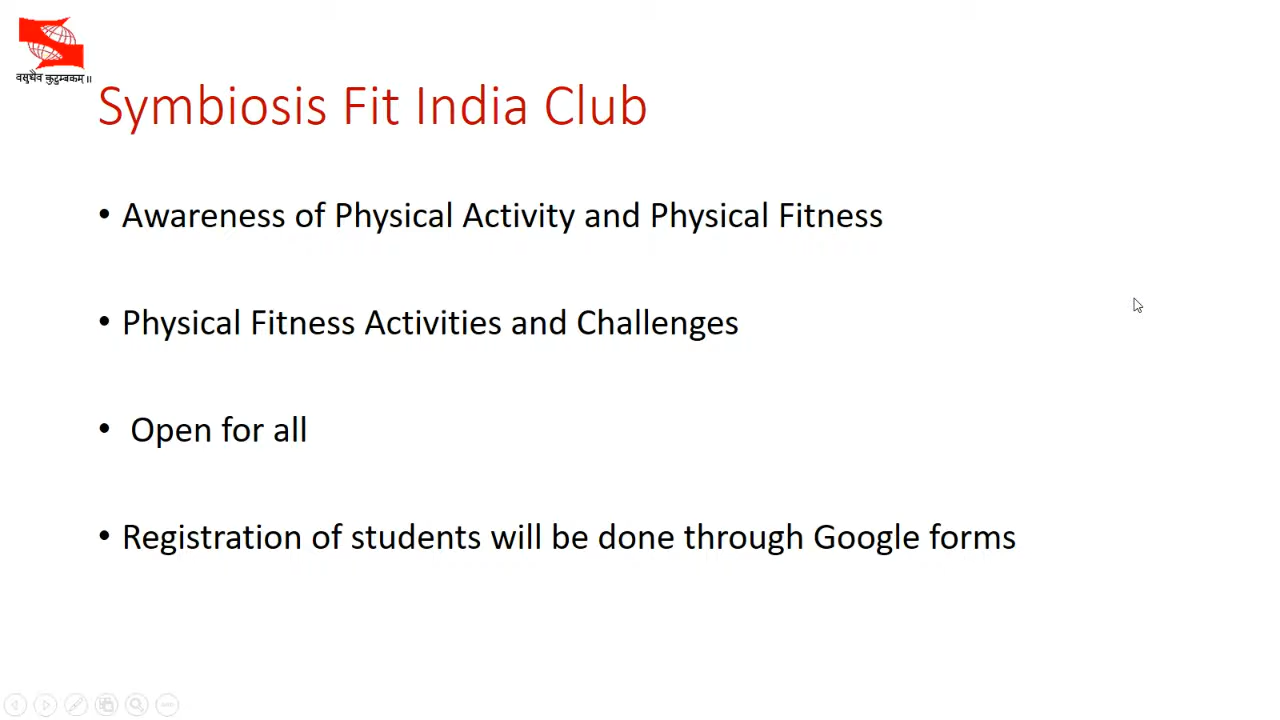 वसुधैव कुटुम्बकम् ॥
Symbiosis Fit India Club
• Awareness of Physical Activity and Physical Fitness
• Physical Fitness Activities and Challenges
• Open for all
• Registration of students will be done through Google forms